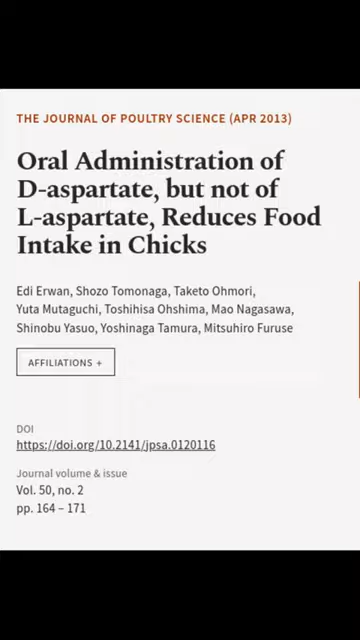 THE JOURNAL OF POULTRY SCIENCE (APR 2013)
Oral Administration of
D-aspartate, but not of
L-aspartate, Reduces Food
Intake in Chicks
Edi Erwan, Shozo Tomonaga, Taketo Ohmori,
Yuta Mutaguchi, Toshihisa Ohshima, Mao Nagasawa,
Shinobu Yasuo, Yoshinaga Tamura, Mitsuhiro Furuse
AFFILIATIONS +
DOI
https://doi.org/10.2141/jpsa.0120116
Journal volume & issue
Vol. 50, no. 2
pp. 164 – 171